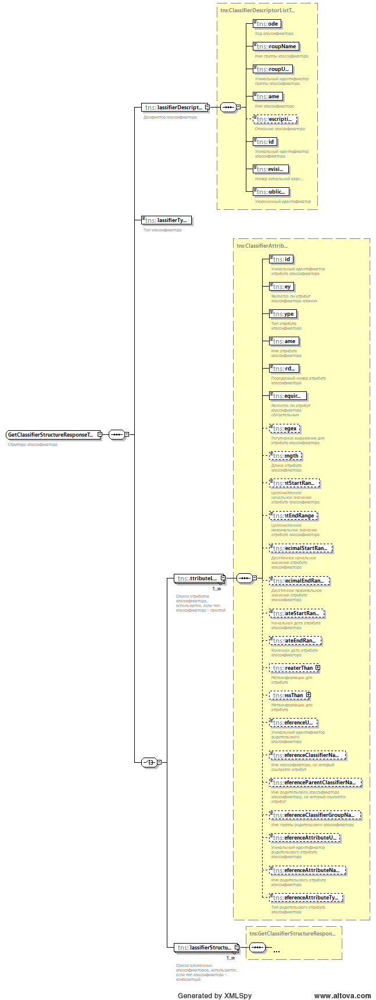 tns:ClassifierDescriptorListT...
tns:ode
Код классификатора
tns:roupName
Имя группы классификатора
tns:roupU...
Уникальный идентификатор
группы классификатора
tns:ame
Имя классификатора
tns:lassifierDescript...
Дескриптор классификатора
tns:escripti...
Описание классификатора
tns:id
Уникальный идентификатор
классификатора
tns:evisi...
Номер актуальной верс...
tns:ublic...
Укороченный идентификатор
tns:lassifierTy...
Тип классификатора
tns:ClassifierAttrib...
tns:id
Уникальный идентификатор
атрибута классификатора
tns:ey
Является ли атрибут
классификатора ключом
tns:ype
Тип атрибута
классификатора
tns:ame
Имя атрибута
классификатора
tns:rd...
Порядковый номер атрибута
классификатора
tns:equir...
Является ли атрибут
классификатора
обязательным
tns:egex
Регулярное выражение для
атрибута классификатора
GetClassifierStructureResponseT...
Структура классификатора
tns:ength
Длина атрибута
классификатора
tns:ntStartRan...
Целочисленное
начальное значение
атрибута классификатора
tns:ntEndRange
Целочисленное
максимальное значение
атрибута классификатора
tns:ecimalStartRan...
Десятичное начельное
значение атрибута
классификатора
tns:ttributeL...
1..∞
Список атрибутов
классификатора,
используется, если тип
классификатора - простой
tns:ecimalEndRan...
Десятичное максимальное
значение атрибута
классификатора
tns:ateStartRan...
Начальная дата атрибута
классификатора
tns:ateEndRan...
Конечная дата атрибута
классификатора
tns:reaterThan
Метаинформация для
атрибута
tns:essThan
Метаинформация для
атрибута
tns:eferenceU...
Уникальный идентификатор
родительского
классификатора
tns:eferenceClassifierNa...
Имя классификатора, на который
ссылается атрибут
tns:eferenceParentClassifierNa...
Имя родительского классификатора
классификатора, на который ссылается
атрибут
tns:eferenceClassifierGroupNa...
Имя группы родительского классификатора
tns:eferenceAttributeU...
Уникальный идентификатор
родительского атрибута
классификатора
tns:eferenceAttributeNa...
Имя родительского атрибута
классификатора
tns:eferenceAttributeTy...
Тип родительского атрибута
классификатора
tns:GetClassifierStructureRespon...
tns:lassifierStructu...
1..∞
Список вложенных
классификаторов, используется,
если тип классификатора -
композитный
Generated by XMLSpy
www.altova.com